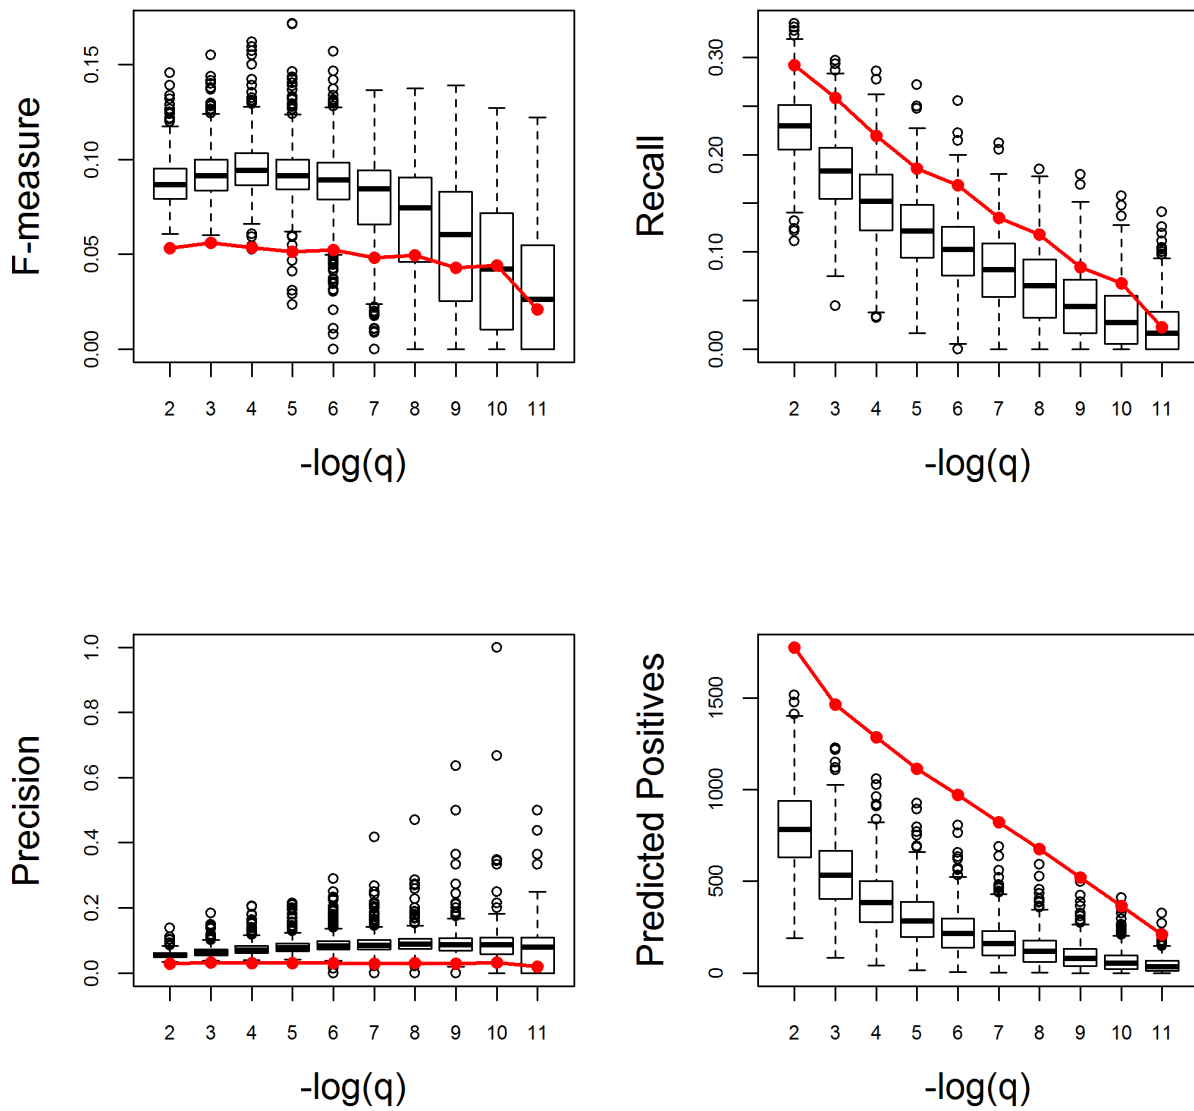 F-measure
0.15
0.10
0.05
0.00
2 3 4 5 6 7 8 9 10 11
-log(q)
Recall
0.30
0.20
0.10
0.00
2 3 4 5 6 7 8 9 10 11
-log(q)
Precision
1.0
0.8
0.6
0.4
0.2
0.0
2 3 4 5 6 7 8 9 10 11
-log(q)
Predicted Positives
1500
1000
500
0
2 3 4 5 6 7 8 9 10 11
-log(q)